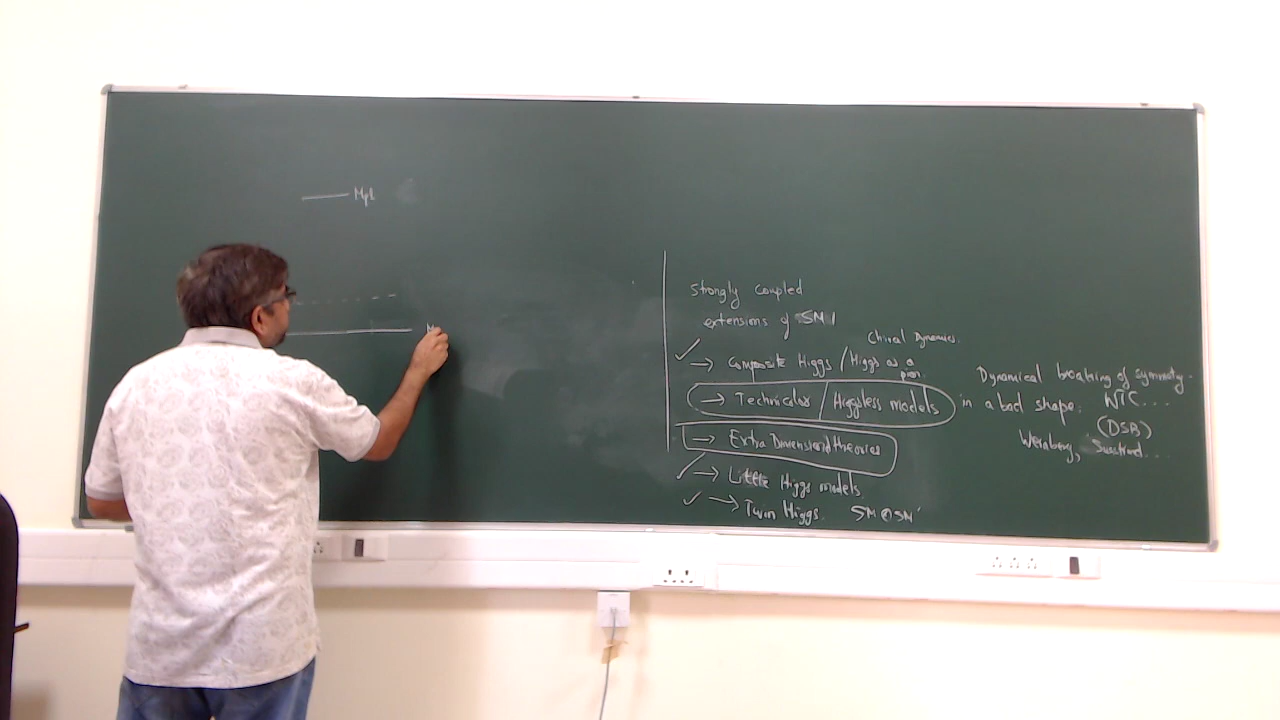 Mpl
M
strongly coupled
extensions of SM
Chiral Dynamics.
→ Composite Higgs / Higgs as a
pion.
→ Technicolor / Higgsless models in a bad shape. WTC...
Dynamical breaking of symmetry.
(DSB)
→ Extra Dimensional theories
Weinberg, Susskind...
→ Little Higgs models
→ Twin Higgs. SM ⊗ SM'